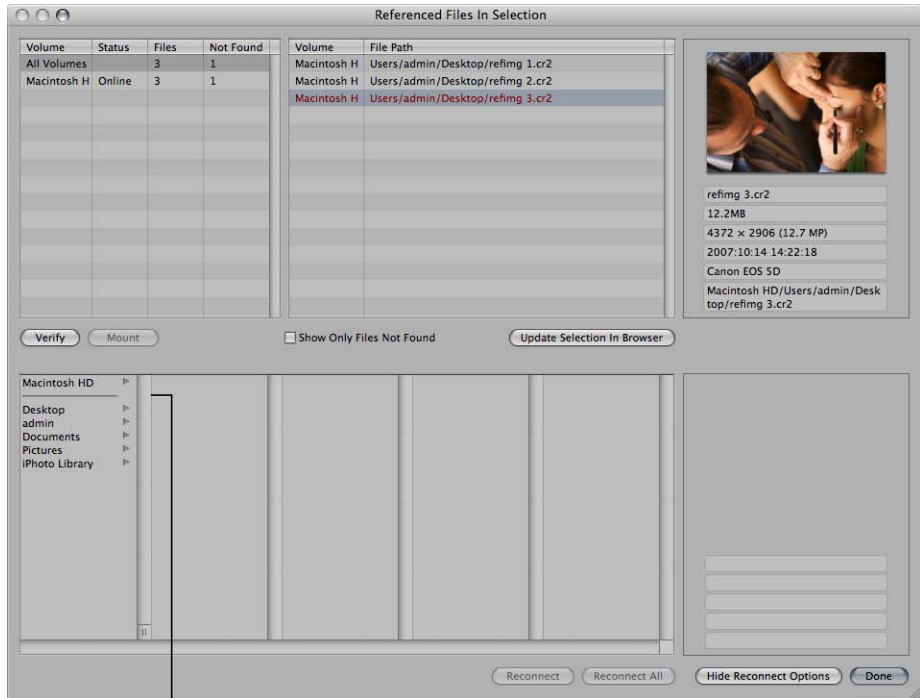 Referenced Files In Selection
Volume Status Files Not Found
All Volumes 3 1
Macintosh H Online 3 1
Volume File Path
Macintosh H Users/admin/Desktop/refimg 1.cr2
Macintosh H Users/admin/Desktop/refimg 2.cr2
Macintosh H Users/admin/Desktop/refimg 3.cr2
refimg 3.cr2
12.2MB
4372 × 2906 (12.7 MP)
2007:10:14 14:22:18
Canon EOS 5D
Macintosh HD/Users/admin/Desk
top/refimg 3.cr2
Verify Mount Show Only Files Not Found Update Selection In Browser
Macintosh HD
Desktop
admin
Documents
Pictures
iPhoto Library
Reconnect Reconnect All Hide Reconnect Options Done